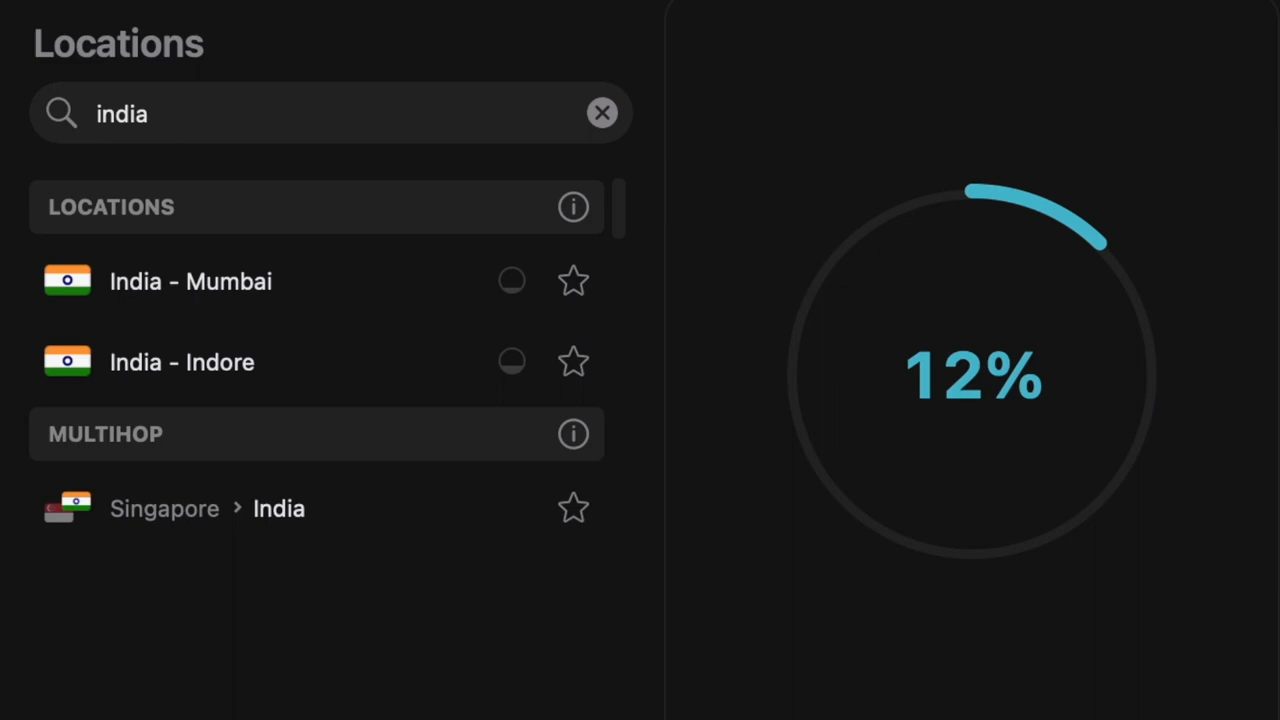 Locations
india
LOCATIONS
India - Mumbai
India - Indore
MULTIHOP
Singapore > India
12%